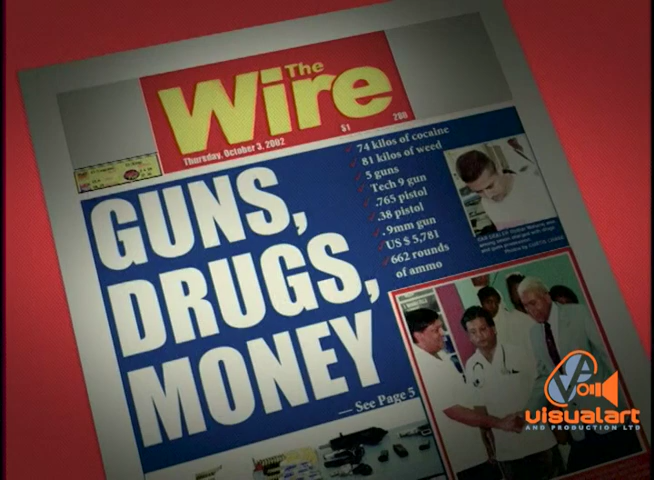 The
Wire
Thursday, October 3, 2002
$1
208
GUNS,
DRUGS,
MONEY
— See Page 5
74 kilos of cocaine
81 kilos of weed
5 guns
Tech 9 gun
.765 pistol
.38 pistol
.9mm gun
US $ 5,781
662 rounds
of ammo
VA
visualart
AND PRODUCTION LTD